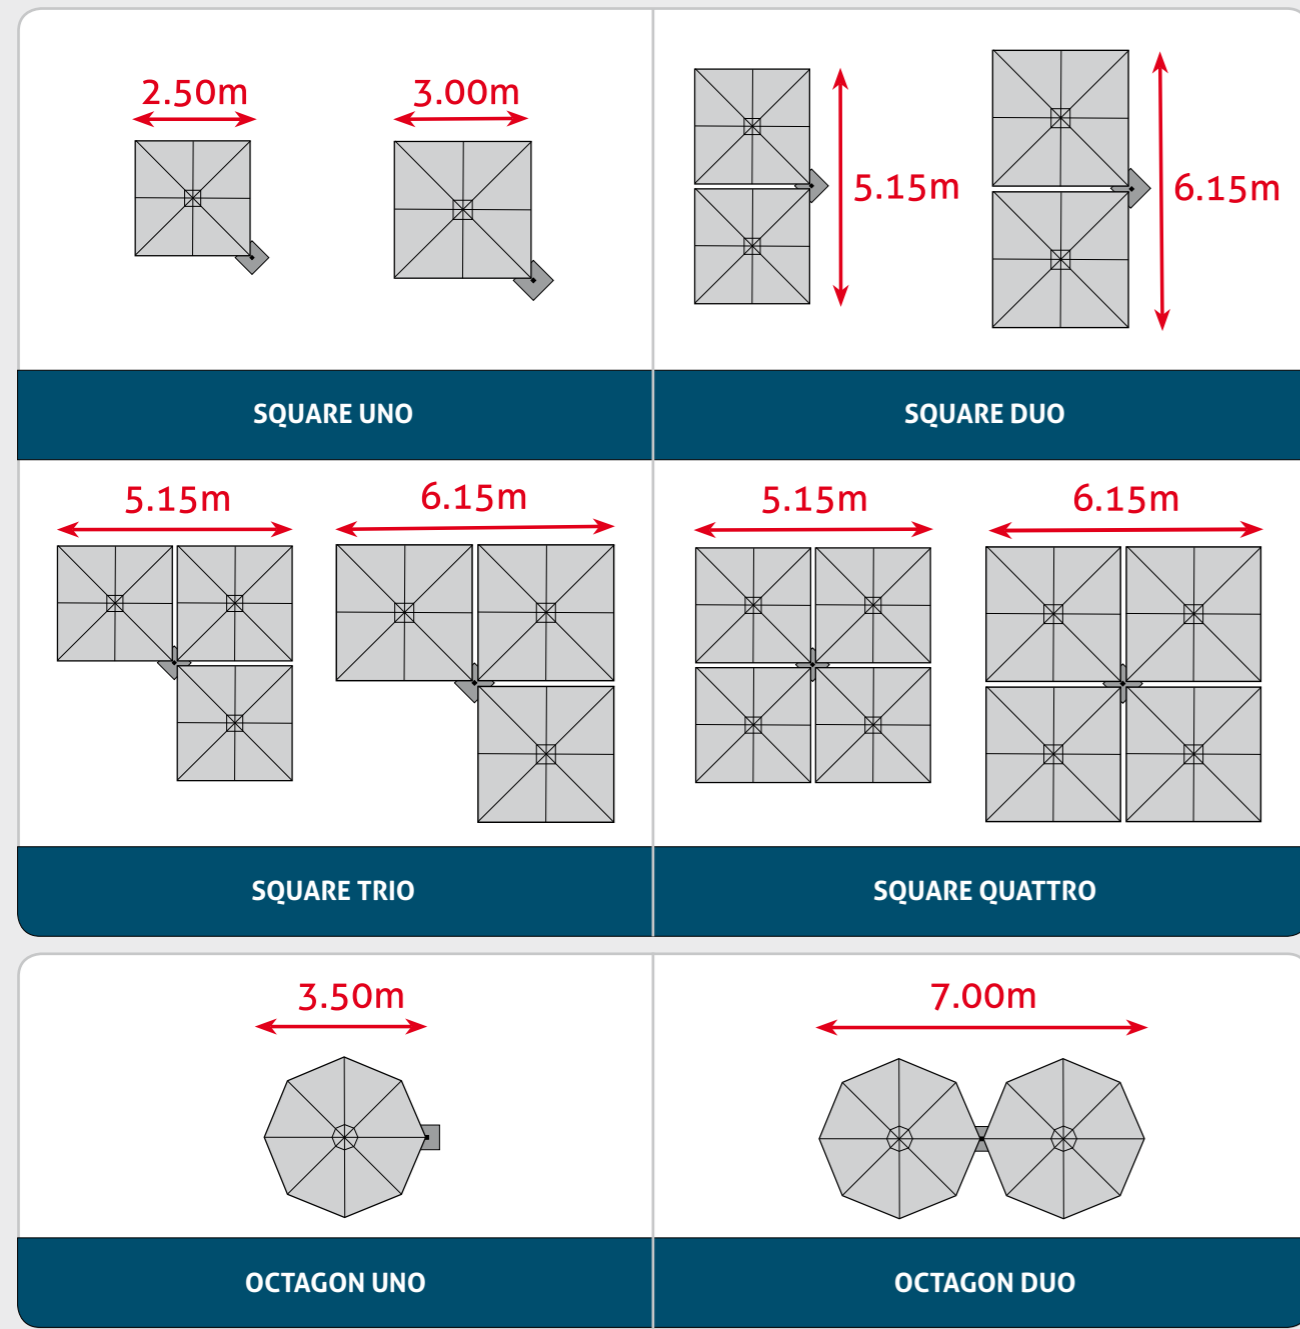 2.50m
3.00m
5.15m
6.15m
SQUARE UNO
SQUARE DUO
5.15m
6.15m
5.15m
6.15m
SQUARE TRIO
SQUARE QUATTRO
3.50m
7.00m
OCTAGON UNO
OCTAGON DUO